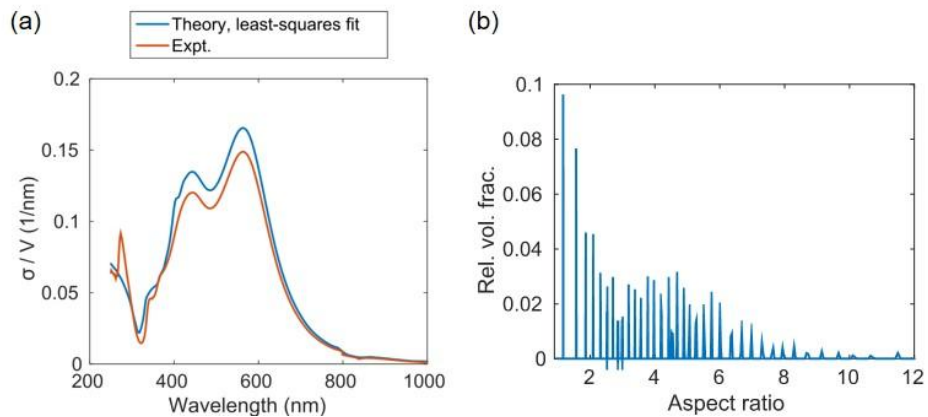 (a)
Theory, least-squares fit
Expt.
0.2
0.15
0.1
0.05
0
200
400
600
800
1000
σ / V (1/nm)
Wavelength (nm)
(b)
0.1
0.08
0.06
0.04
0.02
0
2
4
6
8
10
12
Rel. vol. frac.
Aspect ratio